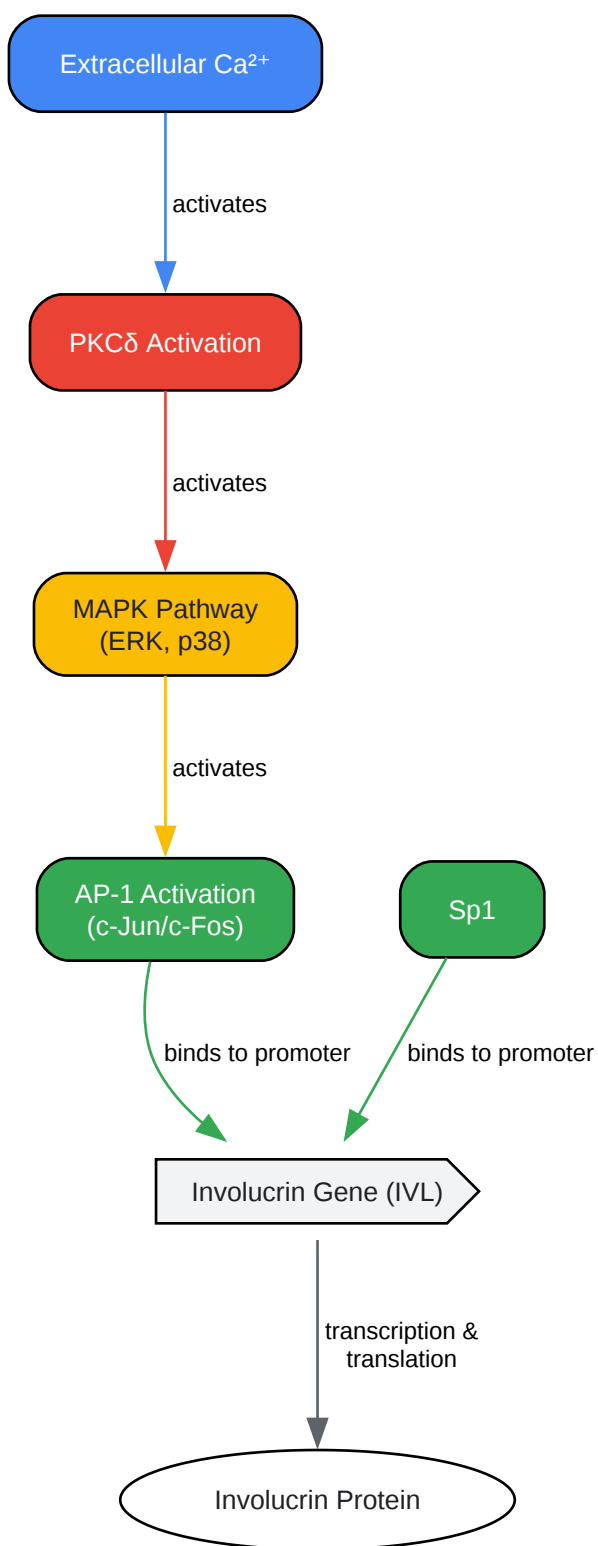 Extracellular Ca²⁺
activates
PKCδ Activation
activates
MAPK Pathway
(ERK, p38)
activates
AP-1 Activation
(c-Jun/c-Fos)
Sp1
binds to promoter
binds to promoter
Involucrin Gene (IVL)
transcription &
translation
Involucrin Protein